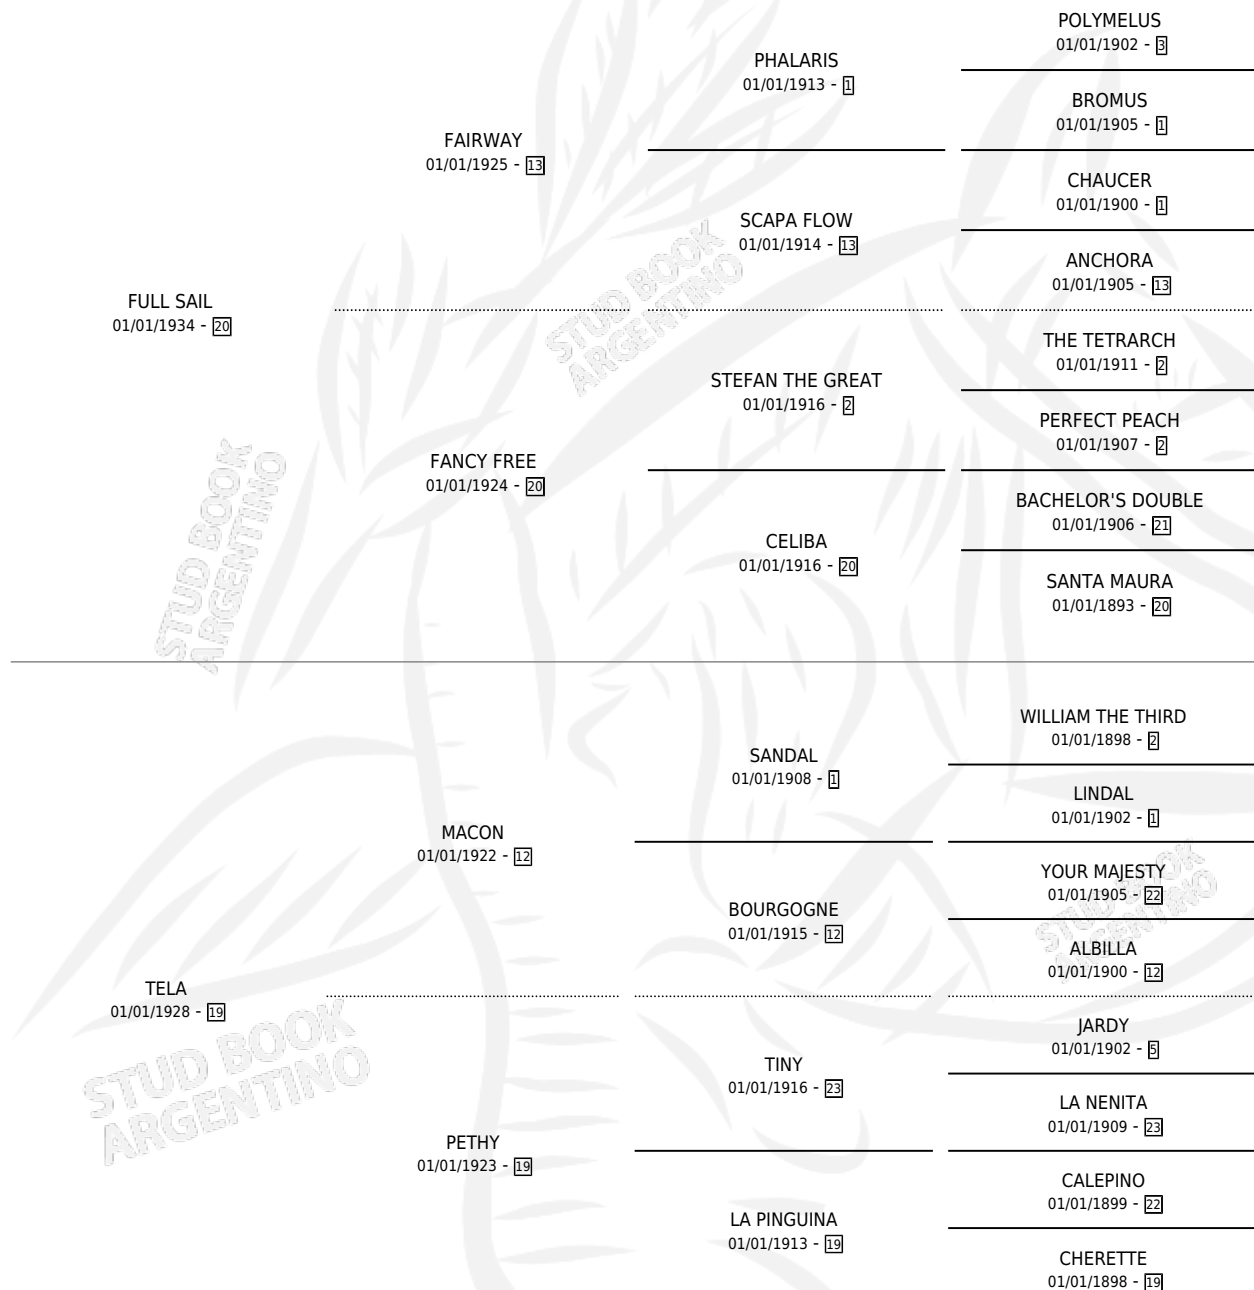 POLYMELUS
01/01/1902 - 3
PHALARIS
01/01/1913 - 1
BROMUS
01/01/1905 - 1
FAIRWAY
01/01/1925 - 13
CHAUCER
01/01/1900 - 1
SCAPA FLOW
01/01/1914 - 13
ANCHORA
01/01/1905 - 13
FULL SAIL
01/01/1934 - 20
STUD BOOK
ARGENTINO
THE TETRARCH
01/01/1911 - 2
STEFAN THE GREAT
01/01/1916 - 2
PERFECT PEACH
01/01/1907 - 2
FANCY FREE
01/01/1924 - 20
BACHELOR'S DOUBLE
01/01/1906 - 21
CELIBA
01/01/1916 - 20
SANTA MAURA
01/01/1893 - 20
STUD BOOK
ARGENTINO
WILLIAM THE THIRD
01/01/1898 - 2
SANDAL
01/01/1908 - 1
LINDAL
01/01/1902 - 1
MACON
01/01/1922 - 12
YOUR MAJESTY
01/01/1905 - 22
BOURGOGNE
01/01/1915 - 12
STUD BOOK
ARGENTINO
ALBILLA
01/01/1900 - 12
TELA
01/01/1928 - 19
JARDY
01/01/1902 - 5
TINY
01/01/1916 - 23
LA NENITA
01/01/1909 - 23
STUD BOOK
ARGENTINO
PETHY
01/01/1923 - 19
CALEPINO
01/01/1899 - 22
LA PINGUINA
01/01/1913 - 19
CHERETTE
01/01/1898 - 19